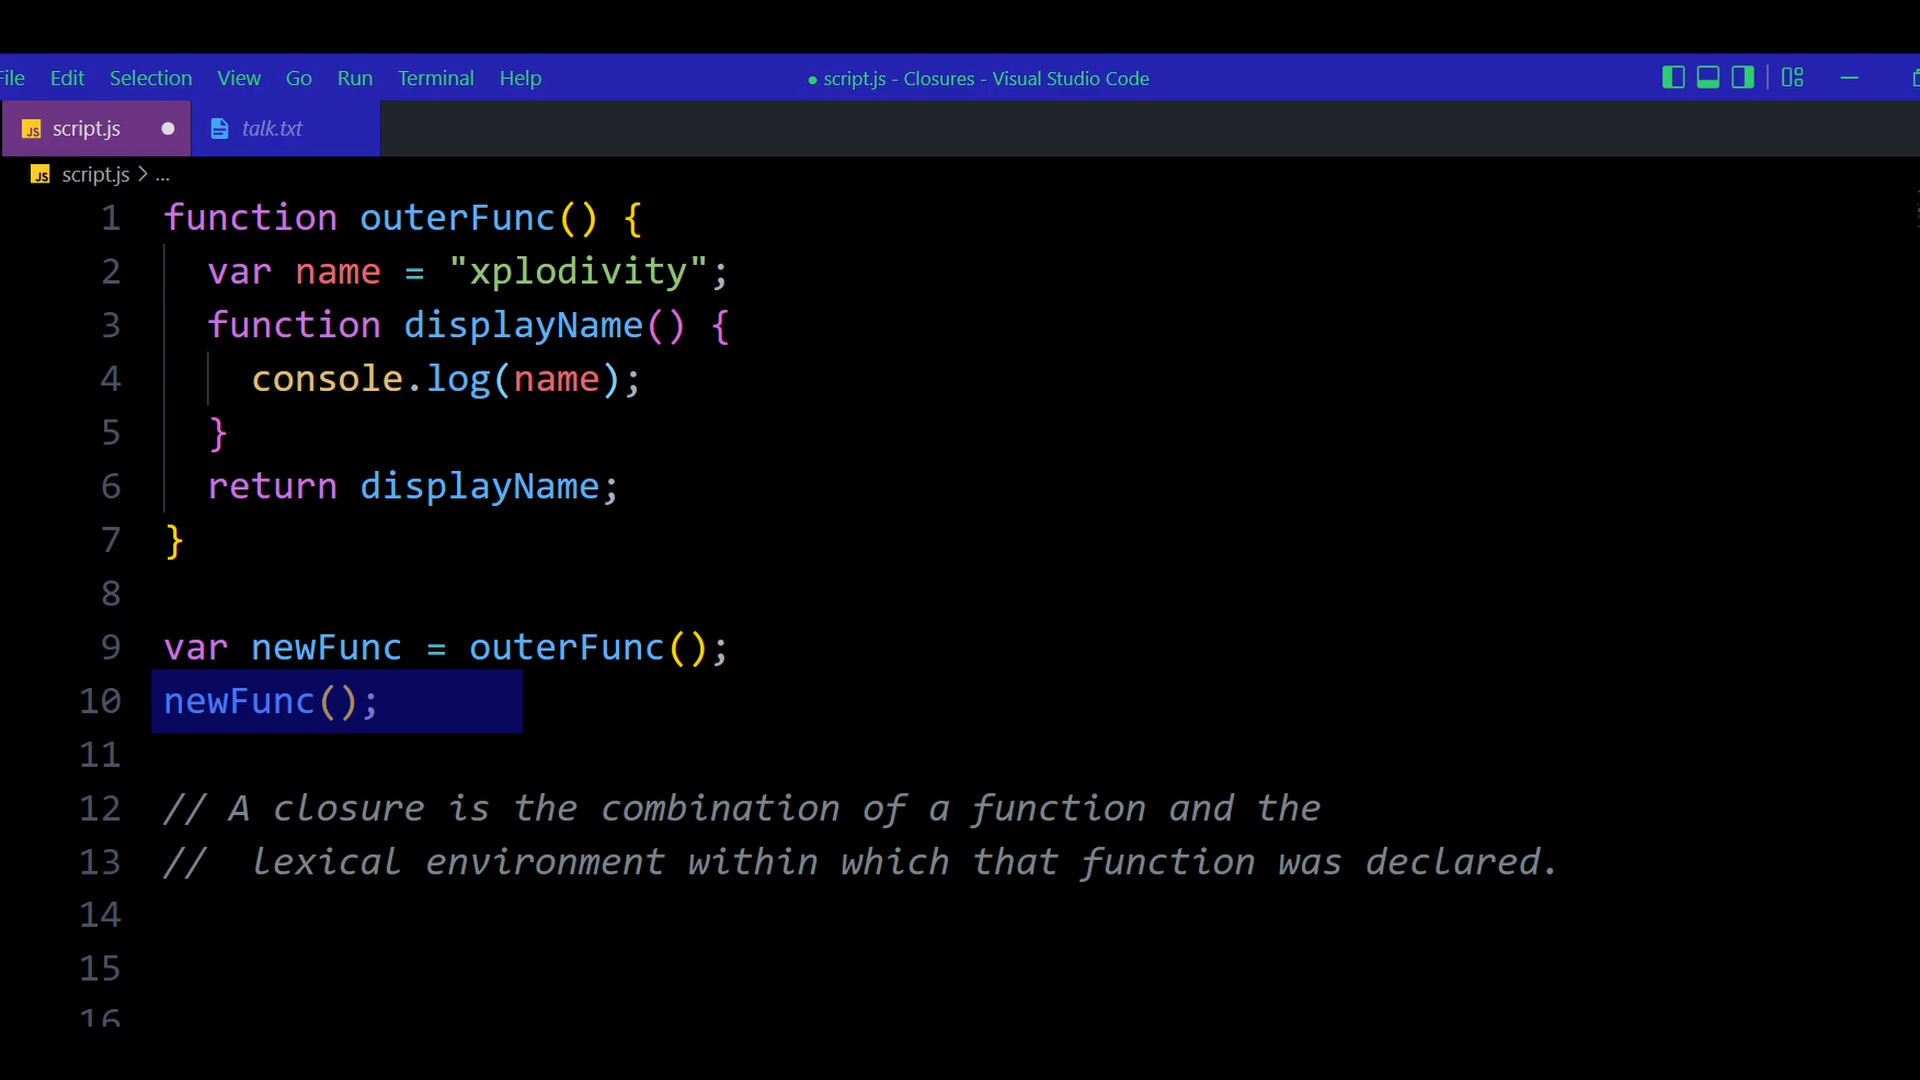 File Edit Selection View Go Run Terminal Help ● script.js - Closures - Visual Studio Code
JS script.js ● talk.txt
JS script.js > ...
1 function outerFunc() {
2   var name = "xplodivity";
3   function displayName() {
4     console.log(name);
5   }
6   return displayName;
7 }
8
9 var newFunc = outerFunc();
10 newFunc();
11
12 // A closure is the combination of a function and the
13 //  lexical environment within which that function was declared.
14
15
16